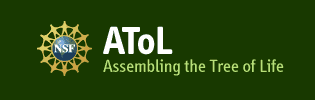 NSF
AToL
Assembling the Tree of Life